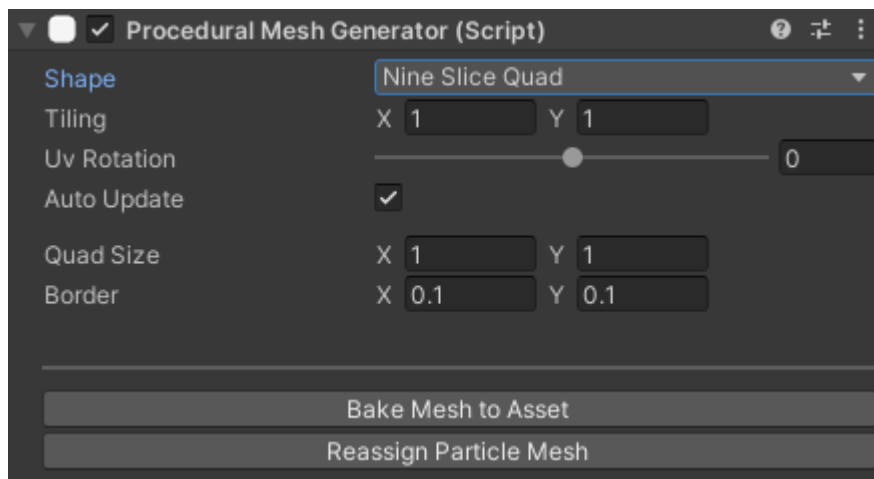 Procedural Mesh Generator (Script)
Shape Nine Slice Quad
Tiling X 1 Y 1
Uv Rotation 0
Auto Update
Quad Size X 1 Y 1
Border X 0.1 Y 0.1
Bake Mesh to Asset
Reassign Particle Mesh